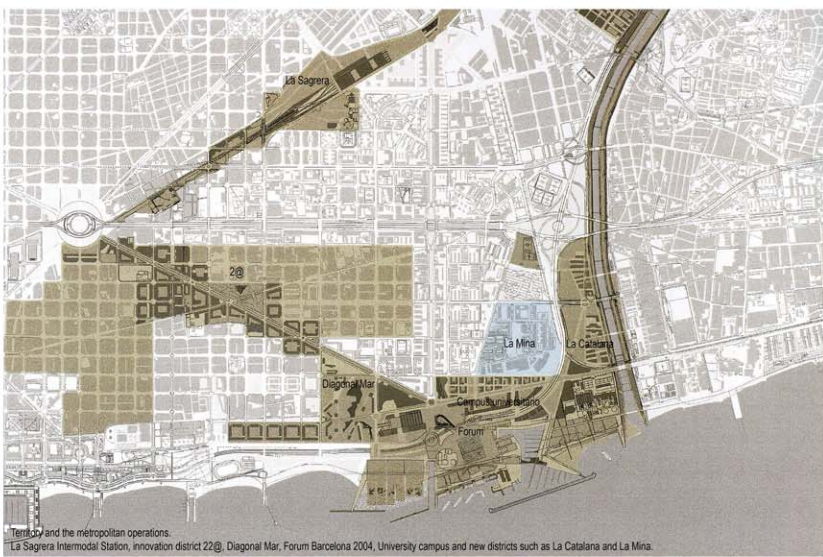 La Sagrera
2@
La Mina
La Catalana
Diagonal Mar
Campus universitario
Forum
Territory and the metropolitan operations.
La Sagrera Intermodal Station, innovation district 22@, Diagonal Mar, Forum Barcelona 2004, University campus and new districts such as La Catalana and La Mina.